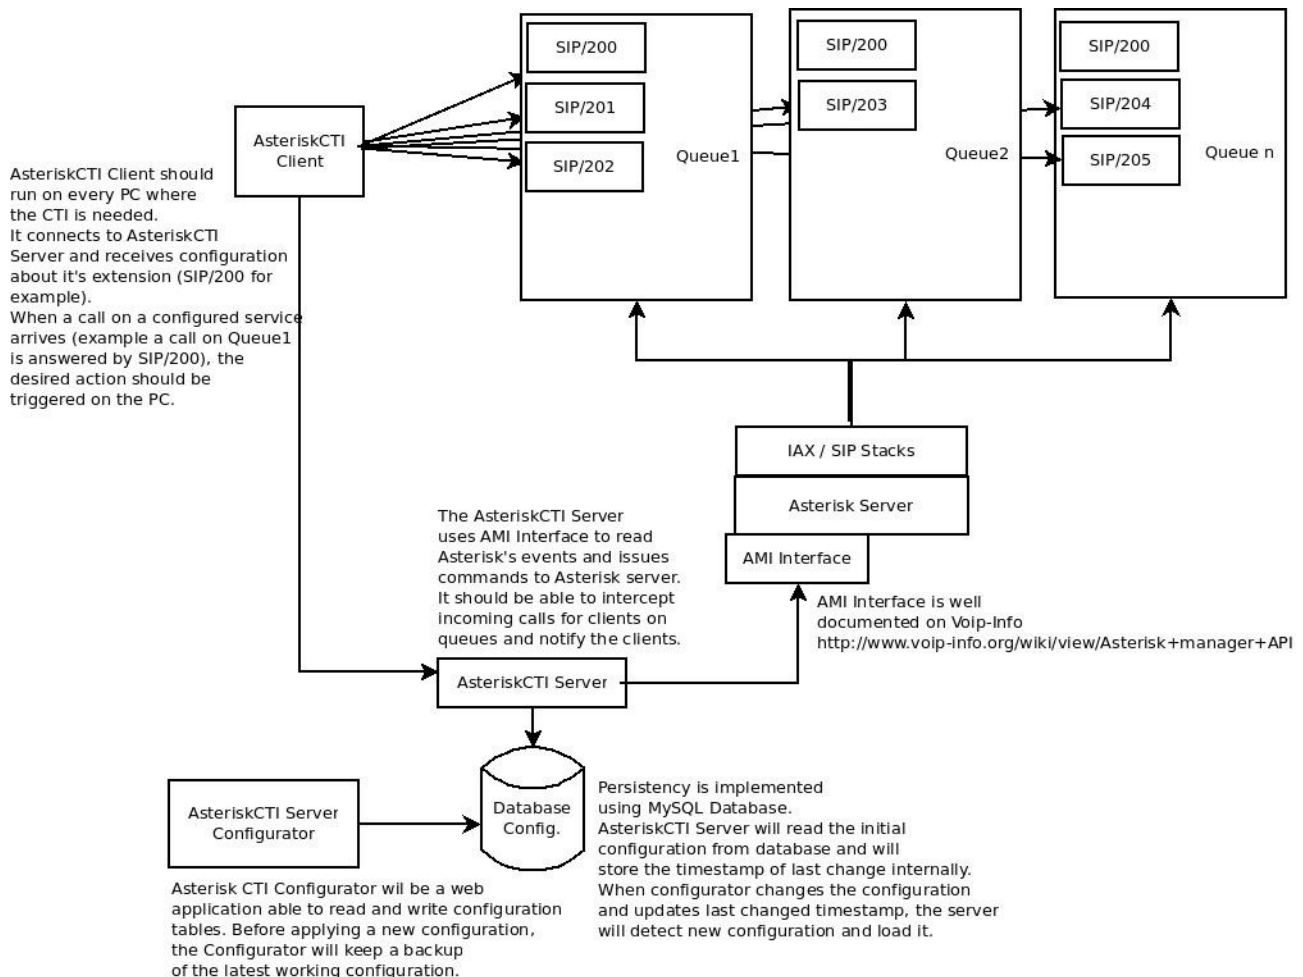 SIP/200
SIP/201
SIP/202
Queue1
SIP/200
SIP/203
Queue2
SIP/200
SIP/204
SIP/205
Queue n
AsteriskCTI
Client
AsteriskCTI Client should
run on every PC where
the CTI is needed.
It connects to AsteriskCTI
Server and receives configuration
about it's extension (SIP/200 for
example).
When a call on a configured service
arrives (example a call on Queue1
is answered by SIP/200), the
desired action should be
triggered on the PC.
IAX / SIP Stacks
Asterisk Server
AMI Interface
The AsteriskCTI Server
uses AMI Interface to read
Asterisk's events and issues
commands to Asterisk server.
It should be able to intercept
incoming calls for clients on
queues and notify the clients.
AMI Interface is well
documented on Voip-Info
http://www.voip-info.org/wiki/view/Asterisk+manager+API
AsteriskCTI Server
Database
Config.
AsteriskCTI Server
Configurator
Persistency is implemented
using MySQL Database.
AsteriskCTI Server will read the initial
configuration from database and will
store the timestamp of last change internally.
When configurator changes the configuration
and updates last changed timestamp, the server
will detect new configuration and load it.
Asterisk CTI Configurator wil be a web
application able to read and write configuration
tables. Before applying a new configuration,
the Configurator will keep a backup
of the latest working configuration.